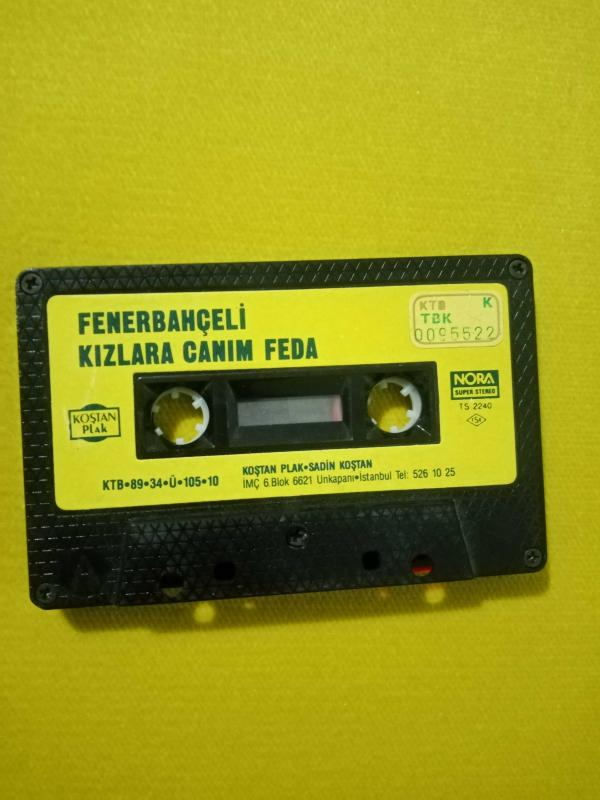 FENERBAHÇELİ
KIZLARA CANIM FEDA
KTB K
TBK
0095522
KOŞTAN
PLAK
NORA
SUPER STEREO
TS 2240
TSE
KTB•89•34•Ü•105•10
KOŞTAN PLAK•SADİN KOŞTAN
İMÇ 6.Blok 6621 Unkapanı•İstanbul Tel: 526 10 25
A